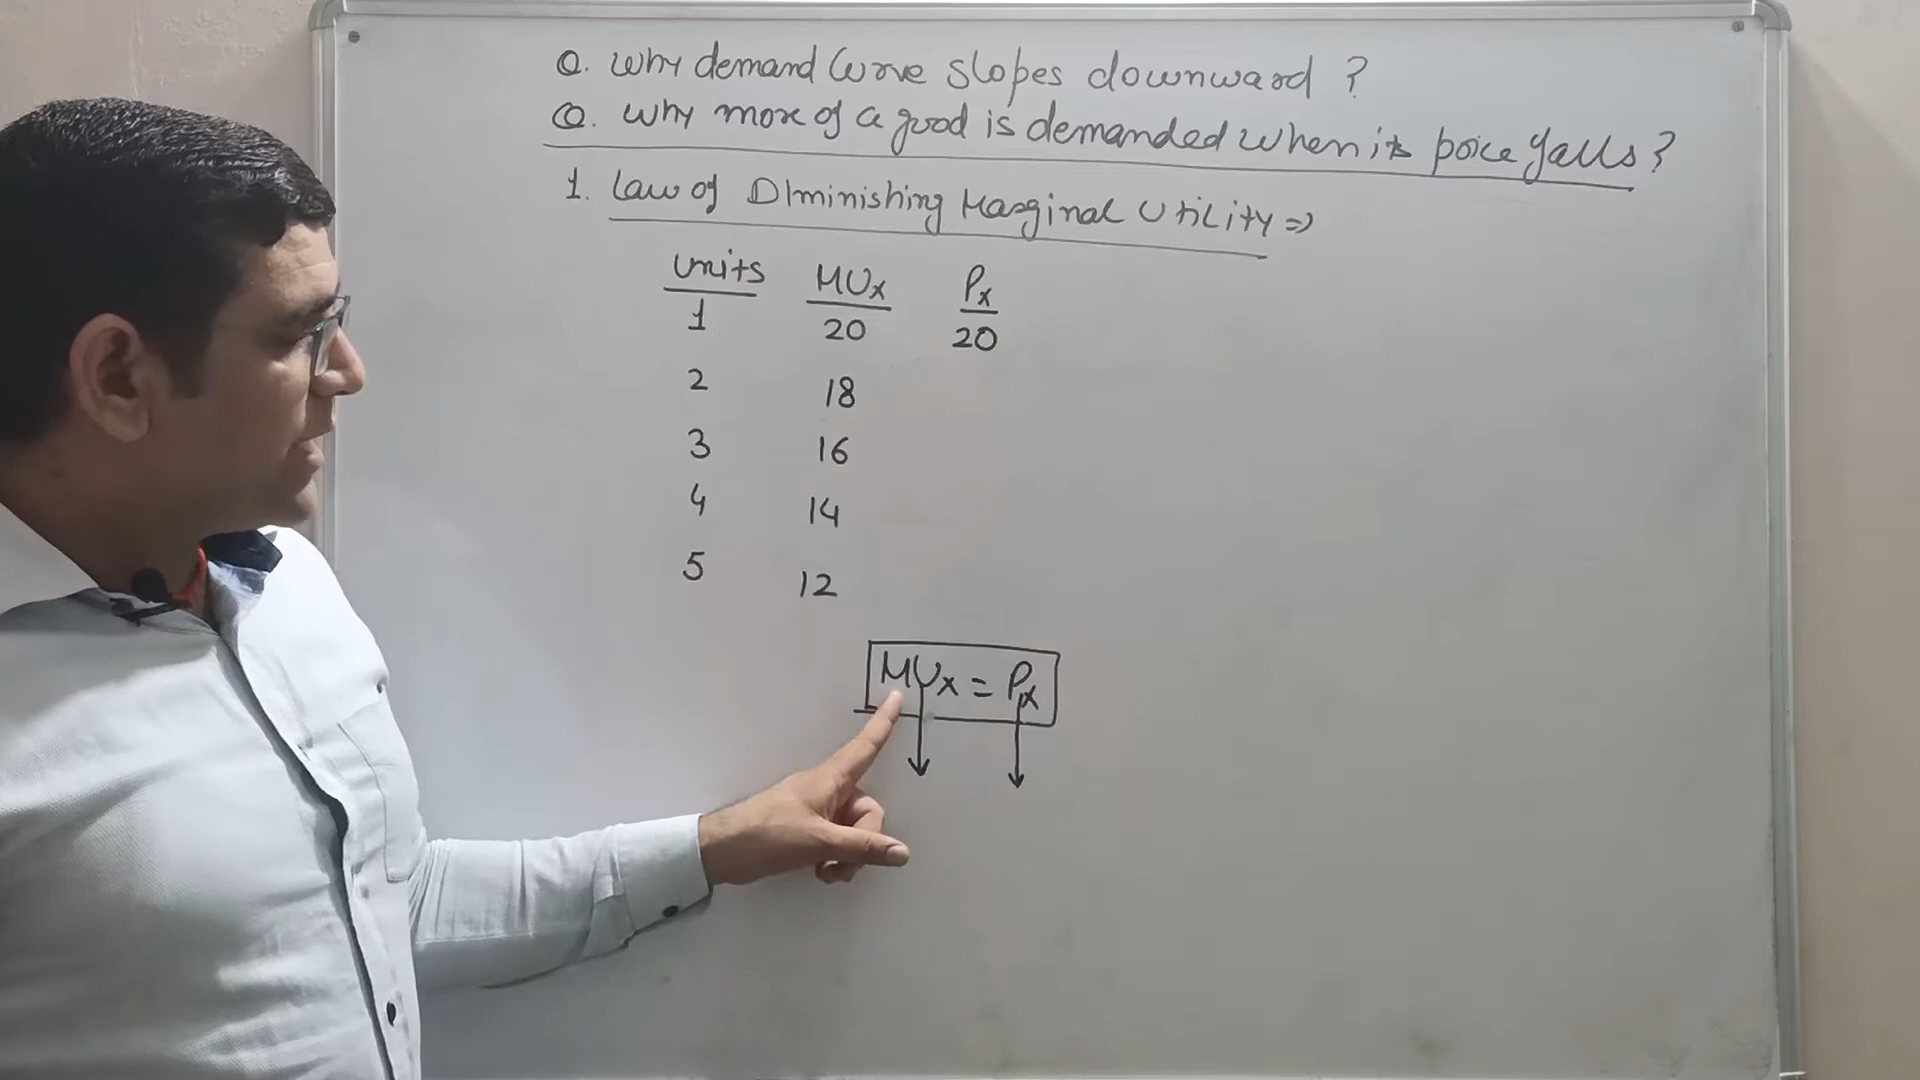 Q. Why demand Curve slopes downward ?
Q. Why more of a good is demanded when its price falls ?
1. Law of DIminishing Marginal Utility =>
Units MUx Px
1 20 20
2 18
3 16
4 14
5 12
MUx = Px